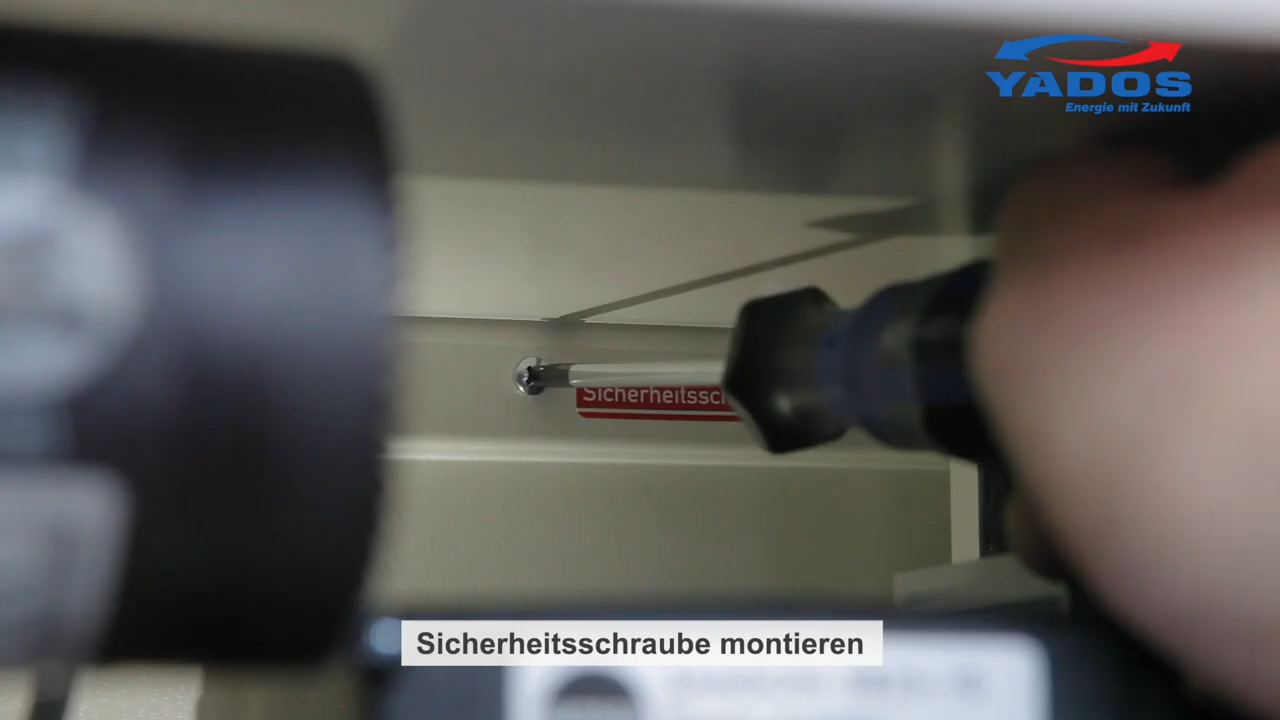 YADOS
Energie mit Zukunft
Sicherheitssc
Sicherheitsschraube montieren